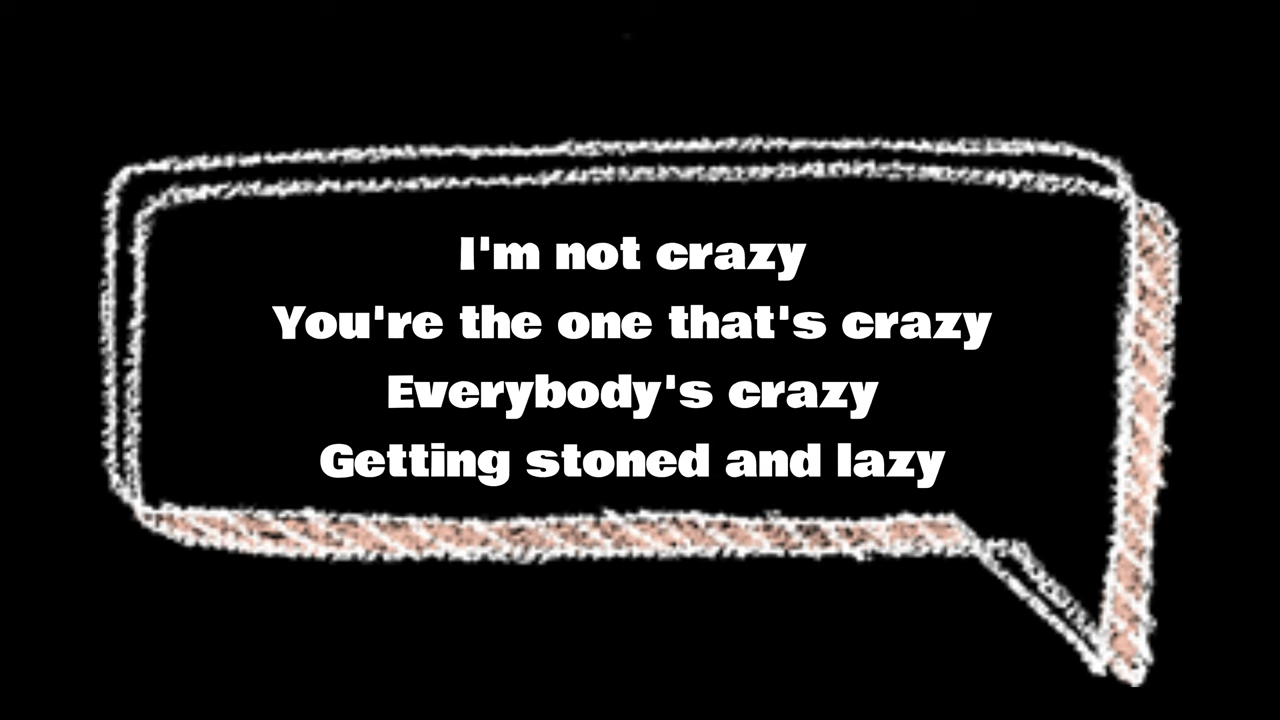 I'm not crazy
You're the one that's crazy
Everybody's crazy
Getting stoned and lazy